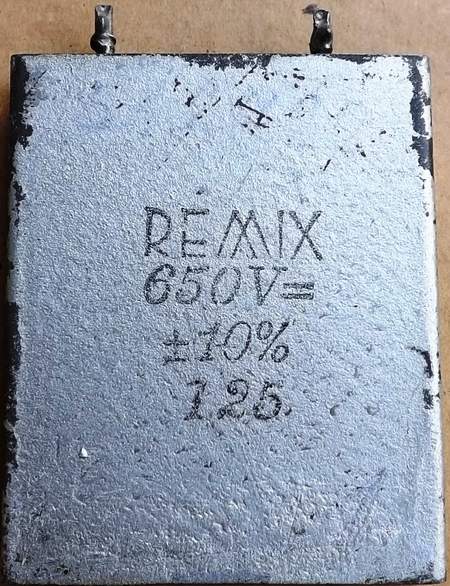 REMIX
650V=
±10%
125.